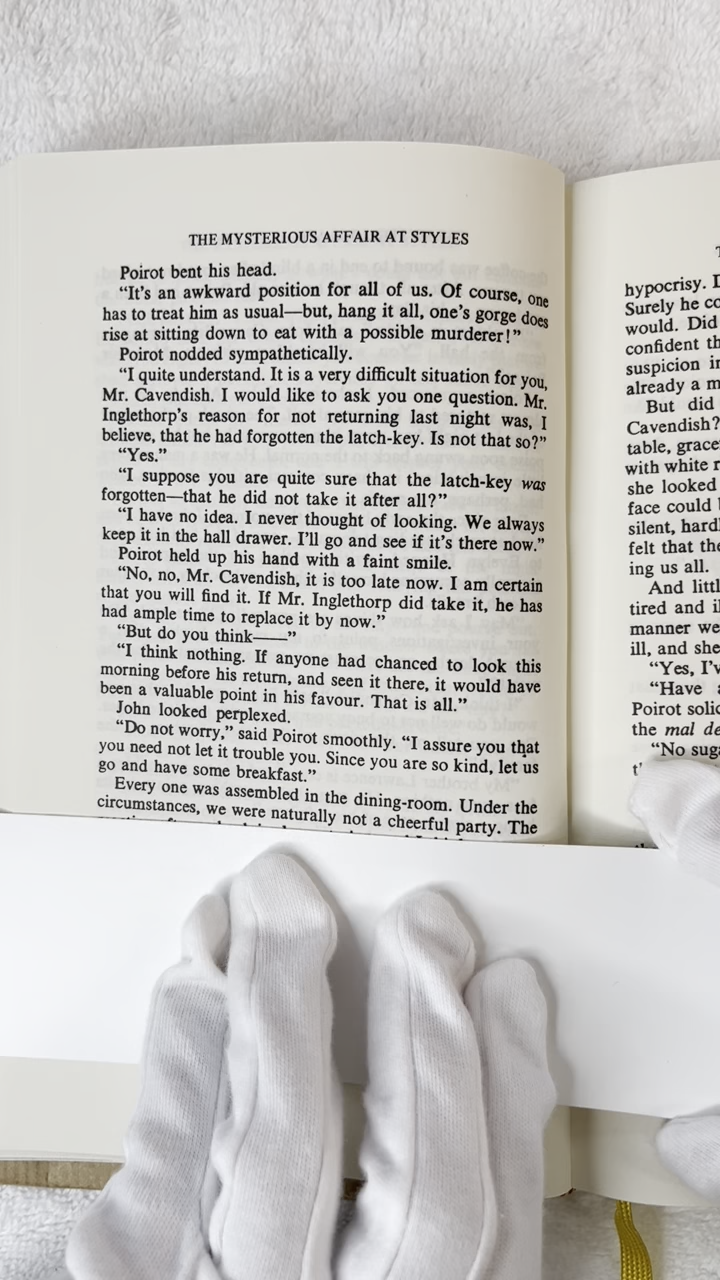 THE MYSTERIOUS AFFAIR AT STYLES
Poirot bent his head.
“It’s an awkward position for all of us. Of course, one
has to treat him as usual—but, hang it all, one’s gorge does
rise at sitting down to eat with a possible murderer!”
Poirot nodded sympathetically.
“I quite understand. It is a very difficult situation for you,
Mr. Cavendish. I would like to ask you one question. Mr.
Inglethorp’s reason for not returning last night was, I
believe, that he had forgotten the latch-key. Is not that so?”
“Yes.”
“I suppose you are quite sure that the latch-key was
forgotten—that he did not take it after all?”
“I have no idea. I never thought of looking. We always
keep it in the hall drawer. I’ll go and see if it’s there now.”
Poirot held up his hand with a faint smile.
“No, no, Mr. Cavendish, it is too late now. I am certain
that you will find it. If Mr. Inglethorp did take it, he has
had ample time to replace it by now.”
“But do you think——”
“I think nothing. If anyone had chanced to look this
morning before his return, and seen it there, it would have
been a valuable point in his favour. That is all.”
John looked perplexed.
“Do not worry,” said Poirot smoothly. “I assure you that
you need not let it trouble you. Since you are so kind, let us
go and have some breakfast.”
Every one was assembled in the dining-room. Under the
circumstances, we were naturally not a cheerful party. The
hypocrisy.
Surely he
would. Did
confident
suspicion
already a
But did
Cavendish?
table,
with white
she looked
face could
silent,
felt that
ing us all.
And
tired and
manner
ill, and she
“Yes,
“Have
Poirot
the mal
“No